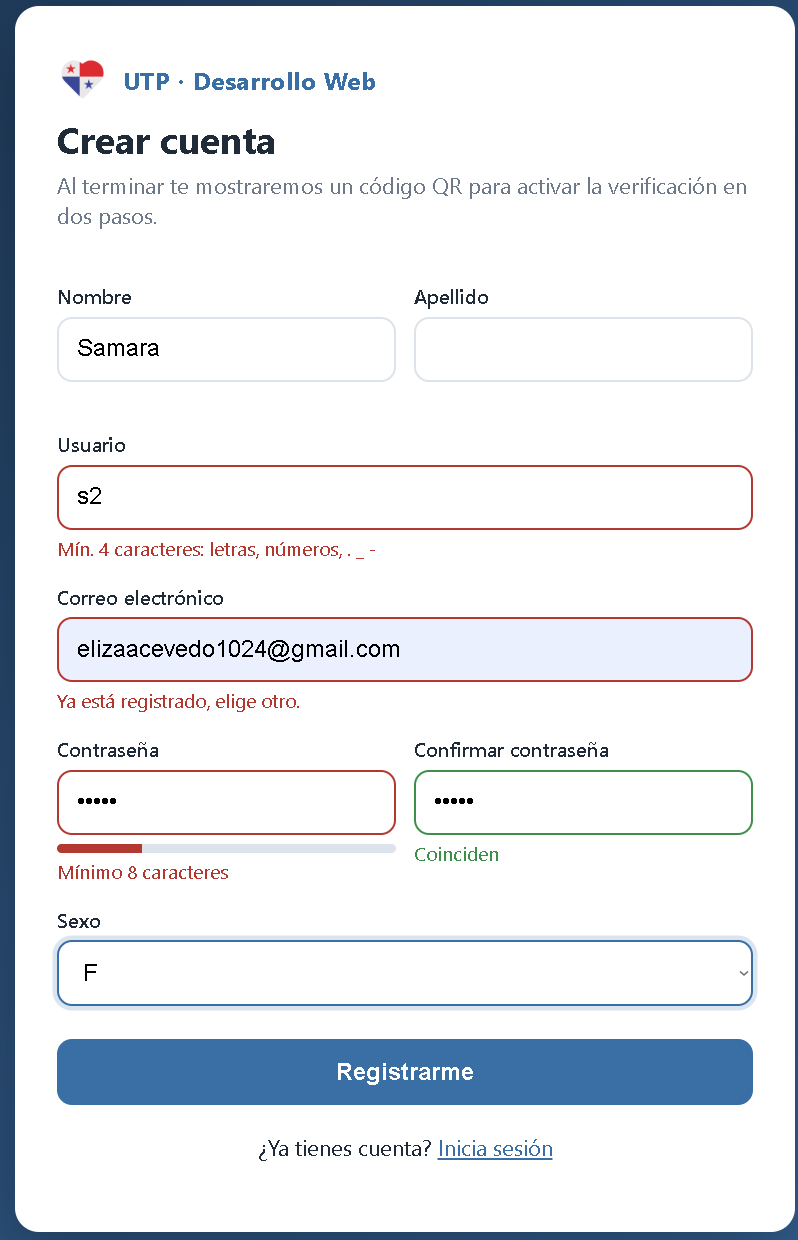 UTP · Desarrollo Web
Crear cuenta
Al terminar te mostraremos un código QR para activar la verificación en
dos pasos.
Nombre
Apellido
Samara
Usuario
s2
Mín. 4 caracteres: letras, números, . _ -
Correo electrónico
elizaacevedo1024@gmail.com
Ya está registrado, elige otro.
Contraseña
Confirmar contraseña
•••••
•••••
Coinciden
Mínimo 8 caracteres
Sexo
F
Registrarme
¿Ya tienes cuenta? Inicia sesión